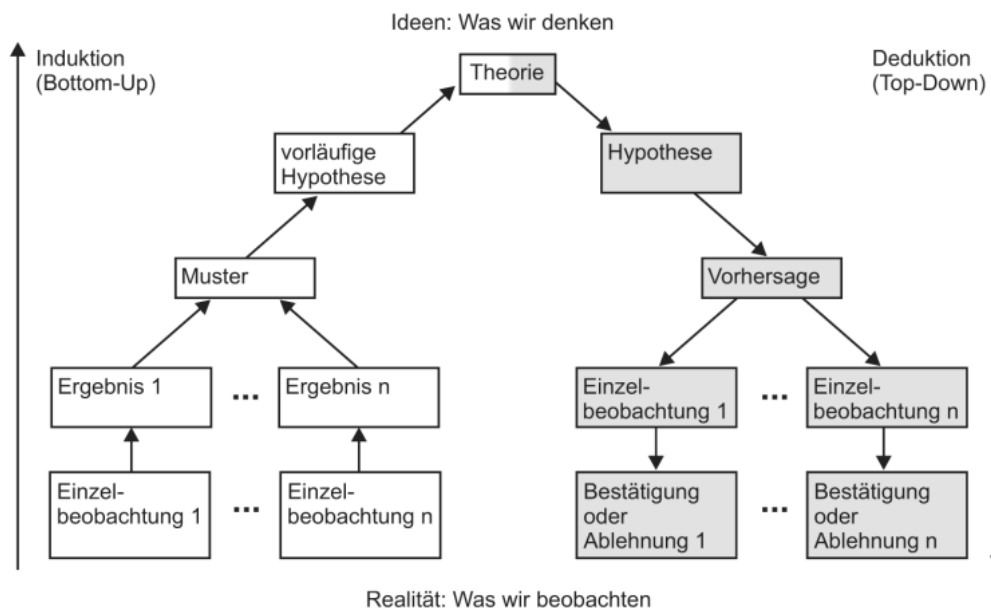 Ideen: Was wir denken
Induktion
(Bottom-Up)
Deduktion
(Top-Down)
Theorie
vorläufige
Hypothese
Hypothese
Muster
Vorhersage
Ergebnis 1
...
Ergebnis n
Einzel-
beobachtung 1
...
Einzel-
beobachtung n
Einzel-
beobachtung 1
...
Einzel-
beobachtung n
Bestätigung
oder
Ablehnung 1
...
Bestätigung
oder
Ablehnung n
Realität: Was wir beobachten